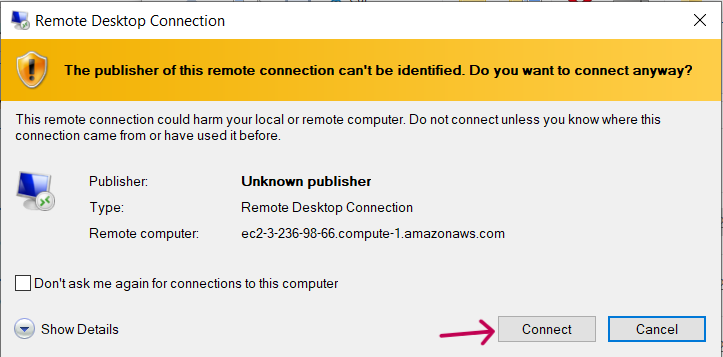 Remote Desktop Connection
The publisher of this remote connection can't be identified. Do you want to connect anyway?
This remote connection could harm your local or remote computer. Do not connect unless you know where this
connection came from or have used it before.
Publisher: Unknown publisher
Type: Remote Desktop Connection
Remote computer: ec2-3-236-98-66.compute-1.amazonaws.com
Don't ask me again for connections to this computer
Show Details Connect Cancel